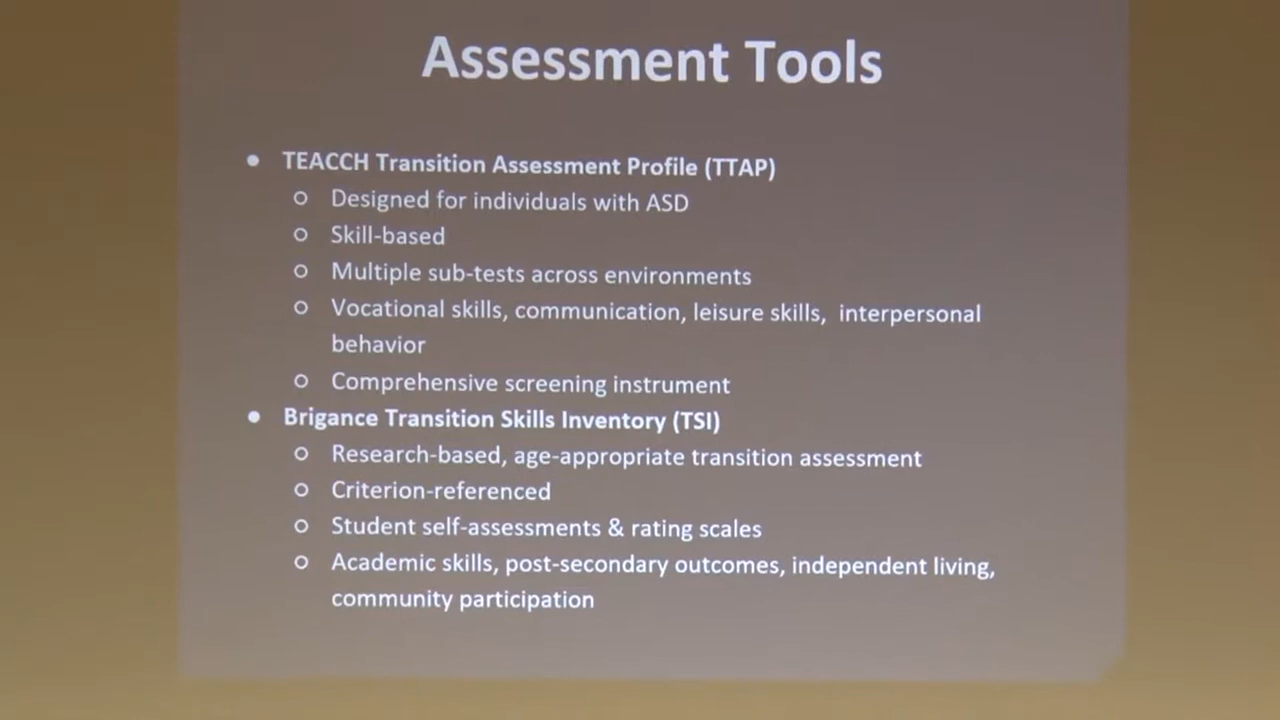 Assessment Tools
● TEACCH Transition Assessment Profile (TTAP)
○ Designed for individuals with ASD
○ Skill-based
○ Multiple sub-tests across environments
○ Vocational skills, communication, leisure skills, interpersonal
behavior
○ Comprehensive screening instrument
● Brigance Transition Skills Inventory (TSI)
○ Research-based, age-appropriate transition assessment
○ Criterion-referenced
○ Student self-assessments & rating scales
○ Academic skills, post-secondary outcomes, independent living,
community participation